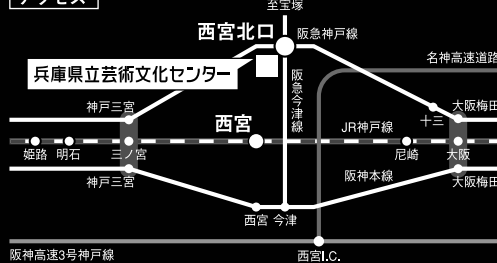 アクセス
至宝塚
西宮北口
阪急神戸線
兵庫県立芸術文化センター
名神高速道路
阪急今津線
神戸三宮
十三
大阪梅田
西宮
JR神戸線
姫路
明石
三ノ宮
尼崎
大阪
神戸三宮
阪神本線
大阪梅田
西宮
今津
阪神高速3号神戸線
西宮I.C.